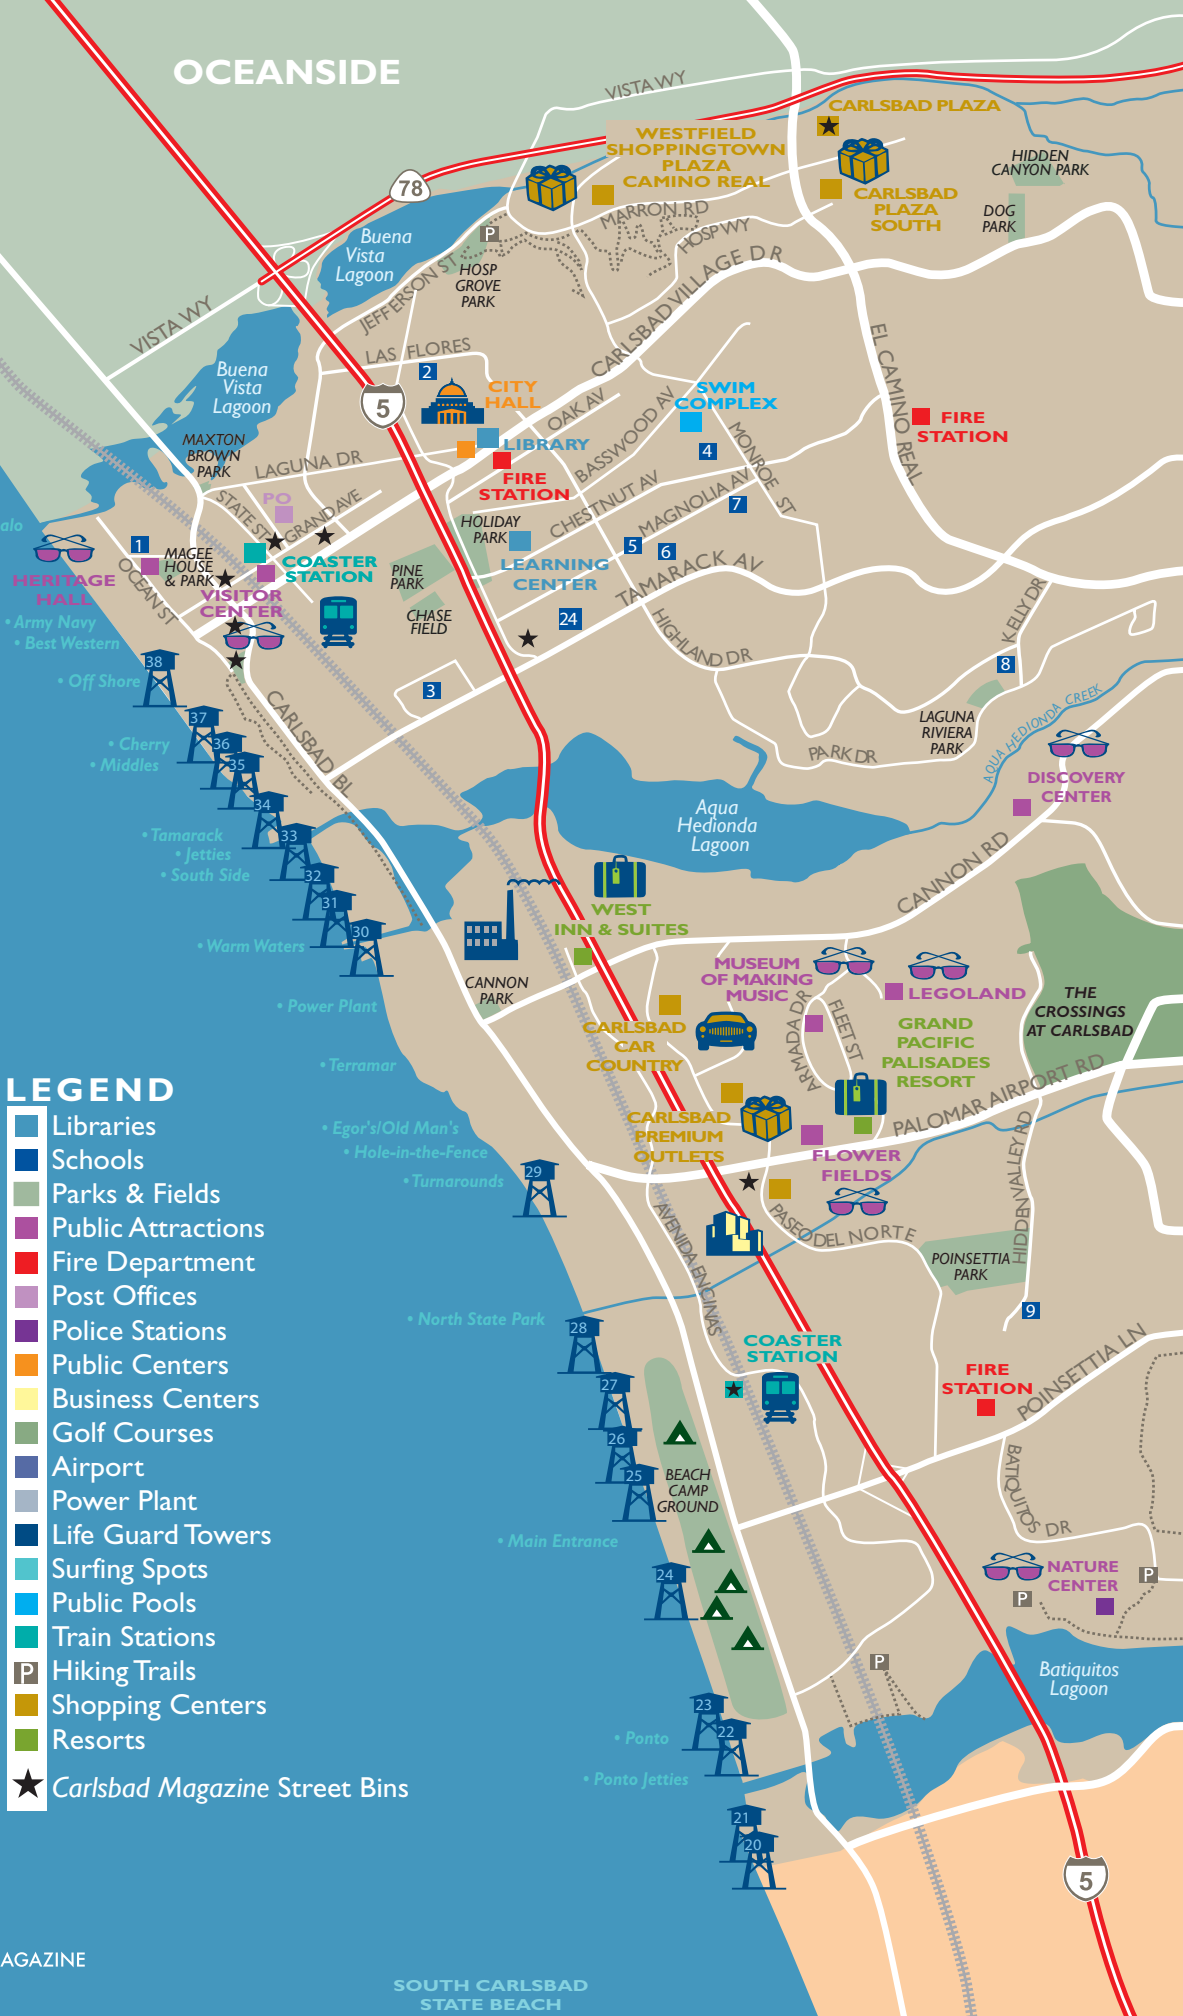 OCEANSIDE
VISTA WY
CARLSBAD PLAZA
WESTFIELD
SHOPPINGTOWN
PLAZA
CAMINO REAL
HIDDEN
CANYON PARK
78
CARLSBAD
PLAZA
SOUTH
DOG
PARK
MARRON RD
HOSP WY
P
Buena
Vista
Lagoon
JEFFERSON ST
HOSP
GROVE
PARK
CARLSBAD VILLAGE DR
VISTA WY
EL CAMINO REAL
LAS FLORES
2
Buena
Vista
Lagoon
5
CITY
HALL
OAK AV
BASSWOOD AV
SWIM
COMPLEX
FIRE
STATION
MAXTON
BROWN
PARK
LIBRARY
4
MONROE ST
LAGUNA DR
FIRE
STATION
CHESTNUT AV
MAGNOLIA AV
7
PO
STATE ST
GRAND AVE
HOLIDAY
PARK
alo
1
MAGEE
HOUSE
& PARK
COASTER
STATION
PINE
PARK
LEARNING
CENTER
5
6
TAMARACK AV
HERITAGE
HALL
OCEAN ST
VISITOR
CENTER
CHASE
FIELD
24
HIGHLAND DR
KELLY DR
• Army Navy
• Best Western
38
• Off Shore
3
8
CARLSBAD BL
37
LAGUNA
RIVIERA
PARK
AQUA HEDIONDA CREEK
• Cherry
36
• Middles
35
PARK DR
DISCOVERY
CENTER
34
Aqua
Hedionda
Lagoon
• Tamarack
33
• Jetties
• South Side
32
CANNON RD
31
WEST
INN & SUITES
30
• Warm Waters
MUSEUM
OF MAKING
MUSIC
CANNON
PARK
LEGOLAND
THE
CROSSINGS
AT CARLSBAD
• Power Plant
CARLSBAD
CAR
COUNTRY
ARMADA DR
FLEET ST
GRAND
PACIFIC
PALISADES
RESORT
• Terramar
PALOMAR AIRPORT RD
CARLSBAD
PREMIUM
OUTLETS
• Egor's/Old Man's
• Hole-in-the-Fence
FLOWER
FIELDS
• Turnarounds
29
AVENIDA ENCINAS
PASEO DEL NORTE
HIDDEN VALLEY RD
POINSETTIA
PARK
9
• North State Park
28
COASTER
STATION
POINSETTIA LN
27
FIRE
STATION
26
25
BEACH
CAMP
GROUND
BATIQUITOS DR
• Main Entrance
24
NATURE
CENTER
P
P
P
Batiquitos
Lagoon
23
22
• Ponto
• Ponto Jetties
21
20
5
LEGEND
Libraries
Schools
Parks & Fields
Public Attractions
Fire Department
Post Offices
Police Stations
Public Centers
Business Centers
Golf Courses
Airport
Power Plant
Life Guard Towers
Surfing Spots
Public Pools
Train Stations
P Hiking Trails
Shopping Centers
Resorts
Carlsbad Magazine Street Bins
AGAZINE
SOUTH CARLSBAD
STATE BEACH